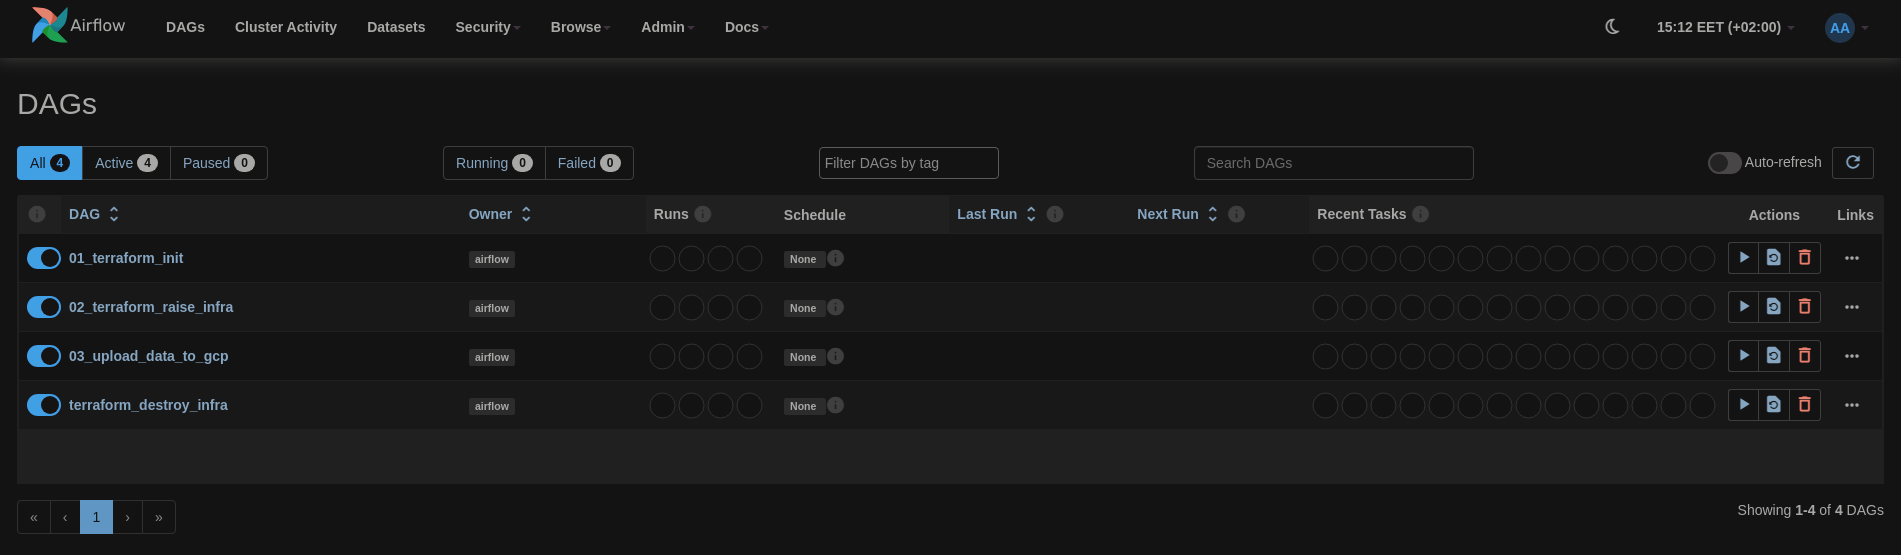 Airflow DAGs Cluster Activity Datasets Security Browse Admin Docs 15:12 EET (+02:00) AA
DAGs
All 4 Active 4 Paused 0 Running 0 Failed 0 Filter DAGs by tag Search DAGs Auto-refresh
DAG Owner Runs Schedule Last Run Next Run Recent Tasks Actions Links
01_terraform_init airflow None
02_terraform_raise_infra airflow None
03_upload_data_to_gcp airflow None
terraform_destroy_infra airflow None
« ‹ 1 › » Showing 1-4 of 4 DAGs